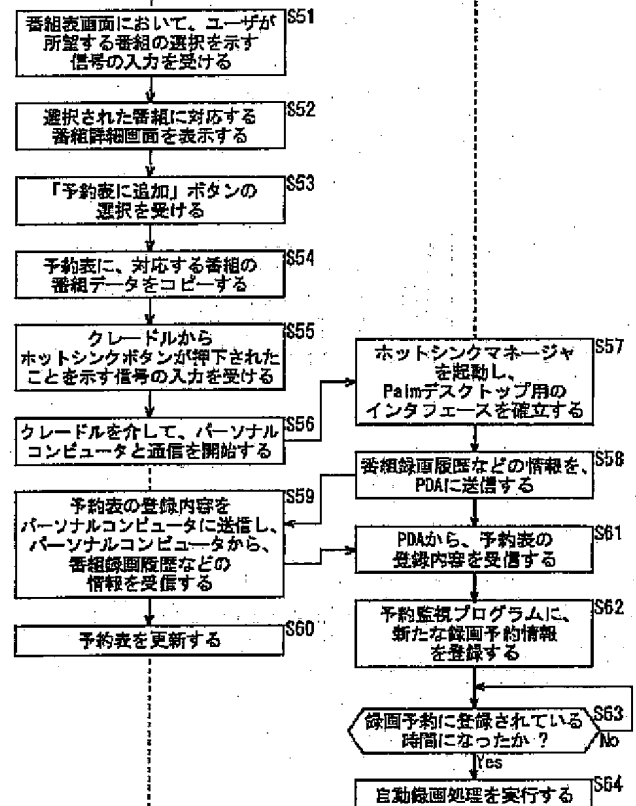 S51
番組表画面において、ユーザが
所望する番組の選択を示す
信号の入力を受ける
S52
選択された番組に対応する
番組詳細画面を表示する
S53
「予約表に追加」ボタンの
選択を受ける
S54
予約表に、対応する番組の
番組データをコピーする
S55
クレードルから
ホットシンクボタンが押下された
ことを示す信号の入力を受ける
S56
クレードルを介して、パーソナル
コンピュータと通信を開始する
S57
ホットシンクマネージャ
を起動し、
Palmデスクトップ用の
インタフェースを確立する
S58
番組録画履歴などの情報を、
PDAに送信する
S59
予約表の登録内容を
パーソナルコンピュータに送信し、
パーソナルコンピュータから、
番組録画履歴などの
情報を受信する
S60
予約表を更新する
S61
PDAから、予約表の
登録内容を受信する
S62
予約監視プログラムに、
新たな録画予約情報
を登録する
S63
録画予約に登録されている
時間になったか?
No
Yes
S64
自動録画処理を実行する